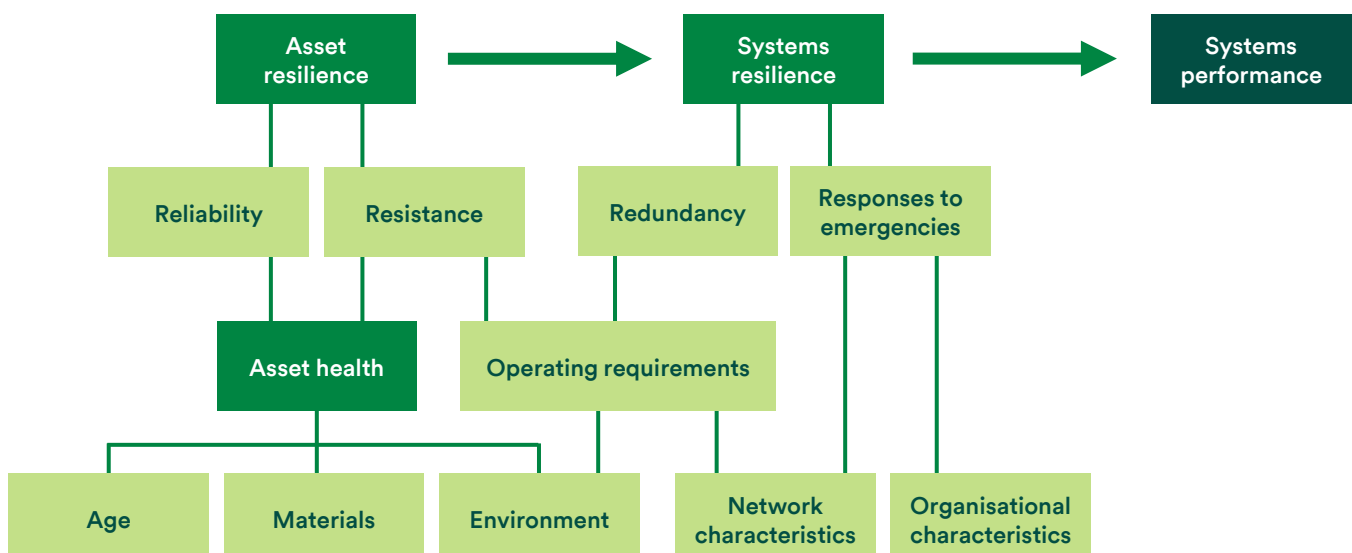 Asset
resilience
Systems
resilience
Systems
performance
Reliability
Resistance
Redundancy
Responses to
emergencies
Asset health
Operating requirements
Age
Materials
Environment
Network
characteristics
Organisational
characteristics